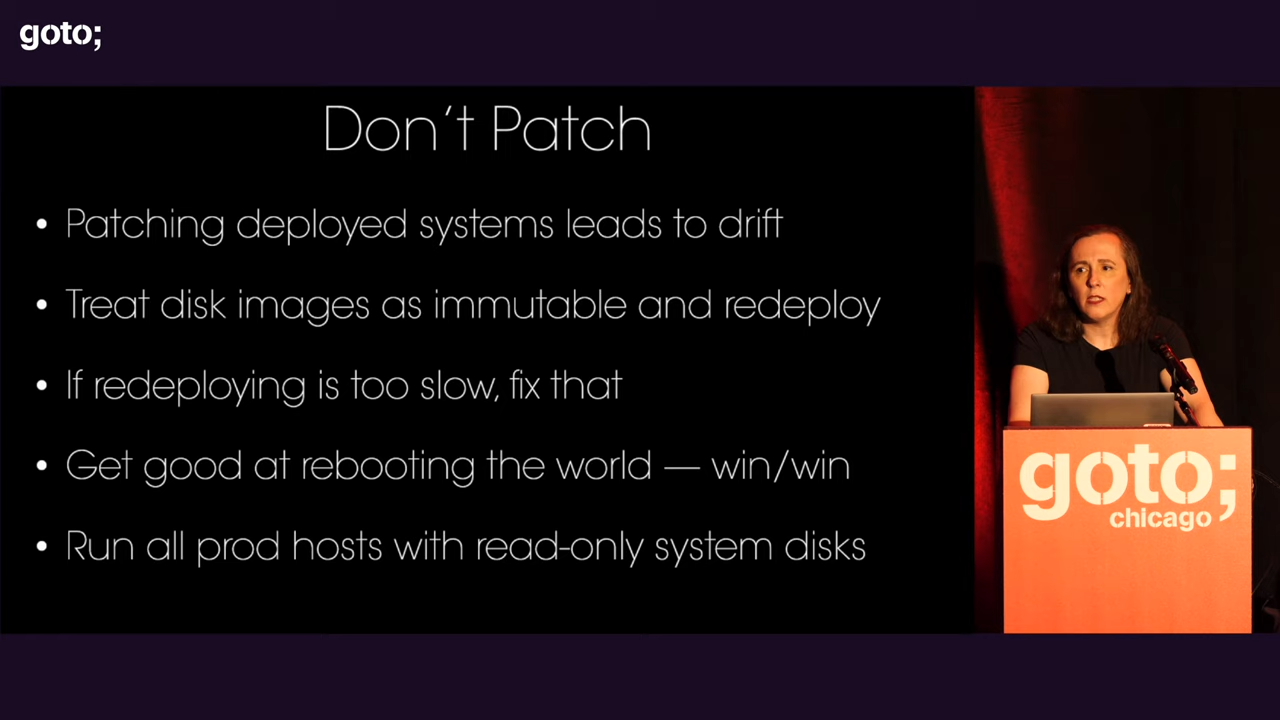 goto;
Don't Patch
• Patching deployed systems leads to drift
• Treat disk images as immutable and redeploy
• If redeploying is too slow, fix that
• Get good at rebooting the world — win/win
• Run all prod hosts with read-only system disks
goto;
chicago